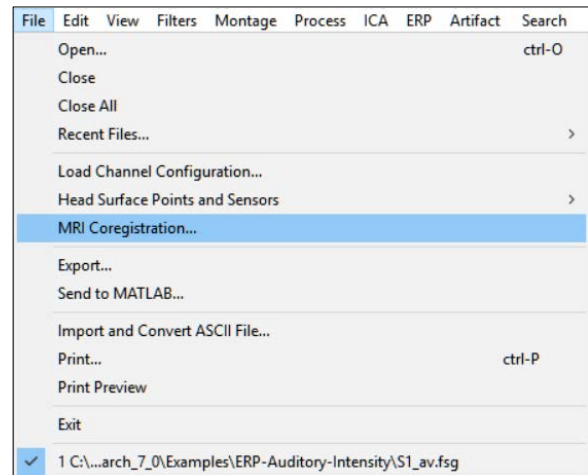 File Edit View Filters Montage Process ICA ERP Artifact Search
Open... ctrl-O
Close
Close All
Recent Files...
Load Channel Configuration...
Head Surface Points and Sensors
MRI Coregistration...
Export...
Send to MATLAB...
Import and Convert ASCII File...
Print... ctrl-P
Print Preview
Exit
1 C:\...arch_7_0\Examples\ERP-Auditory-Intensity\S1_av.fsg